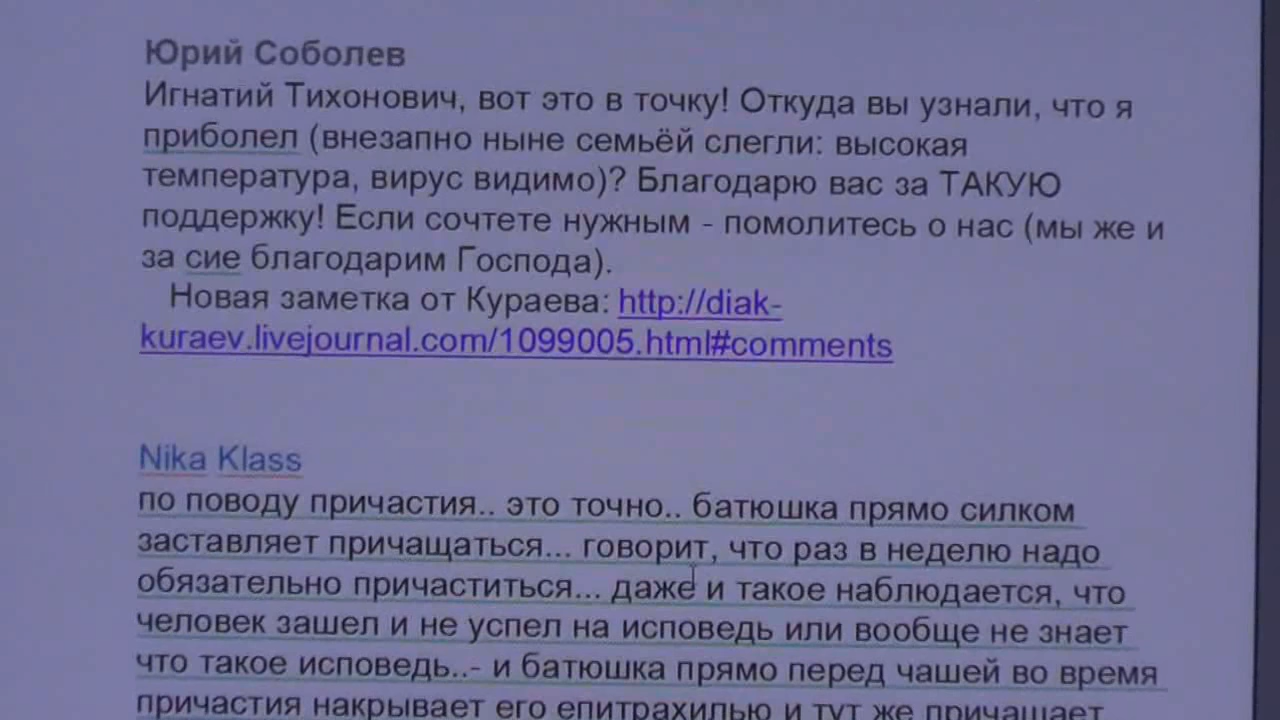 Юрий Соболев
Игнатий Тихонович, вот это в точку! Откуда вы узнали, что я
приболел (внезапно ныне семьёй слегли: высокая
температура, вирус видимо)? Благодарю вас за ТАКУЮ
поддержку! Если сочтете нужным - помолитесь о нас (мы же и
за сие благодарим Господа).
Новая заметка от Кураева: http://diak-
kuraev.livejournal.com/1099005.html#comments
Nika Klass
по поводу причастия.. это точно.. батюшка прямо силком
заставляет причащаться... говорит, что раз в неделю надо
обязательно причаститься... даже и такое наблюдается, что
человек зашел и не успел на исповедь или вообще не знает
что такое исповедь..- и батюшка прямо перед чашей во время
причастия накрывает его епитрахилью и тут же причащает